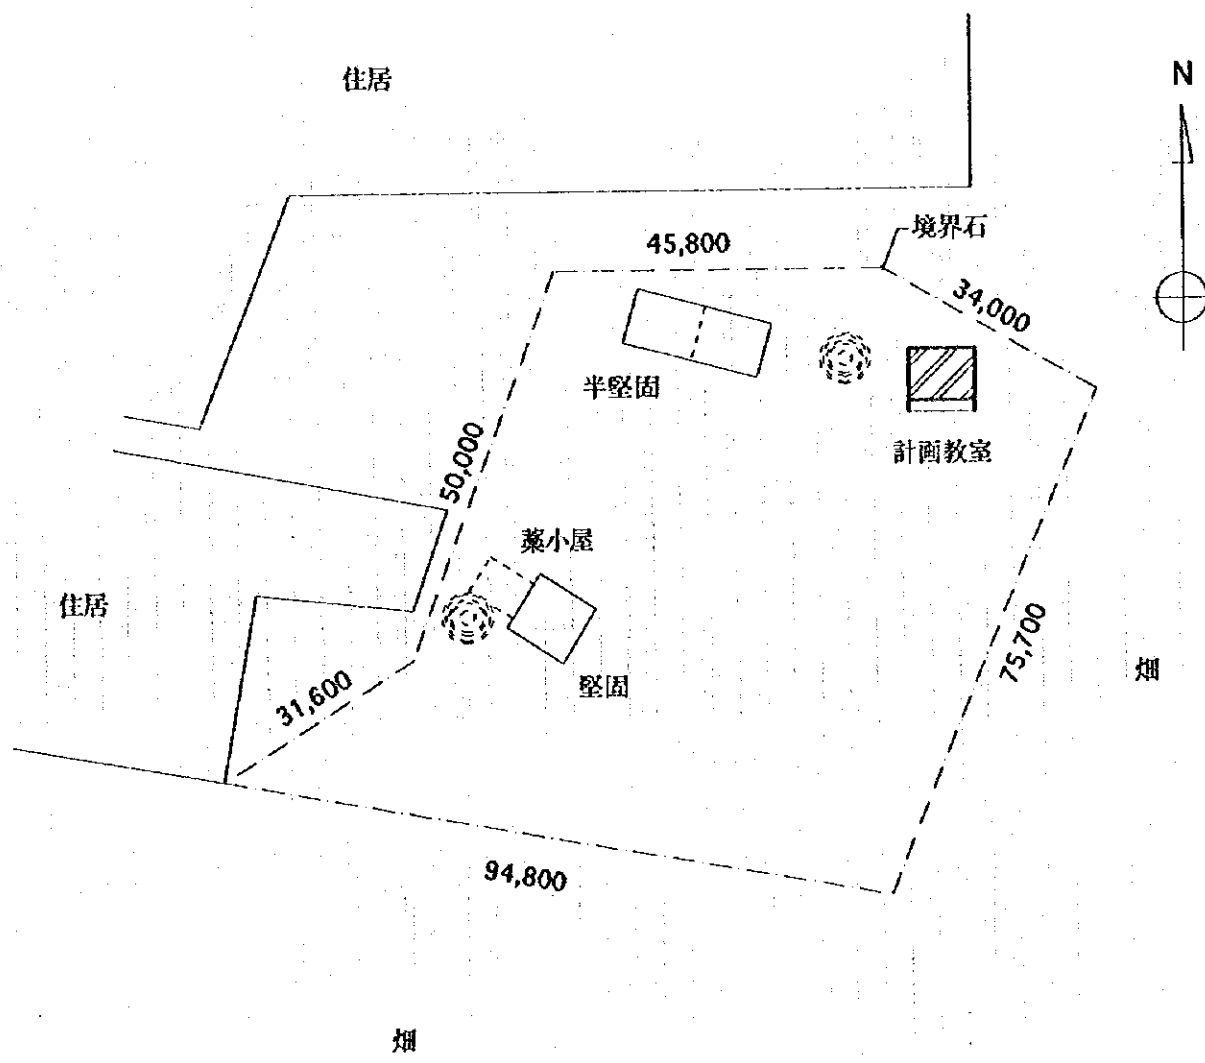 住居
N
境界石
45,800
34,000
半堅固
計画教室
50,000
藁小屋
住居
堅固
75,700
畑
31,600
94,800
畑